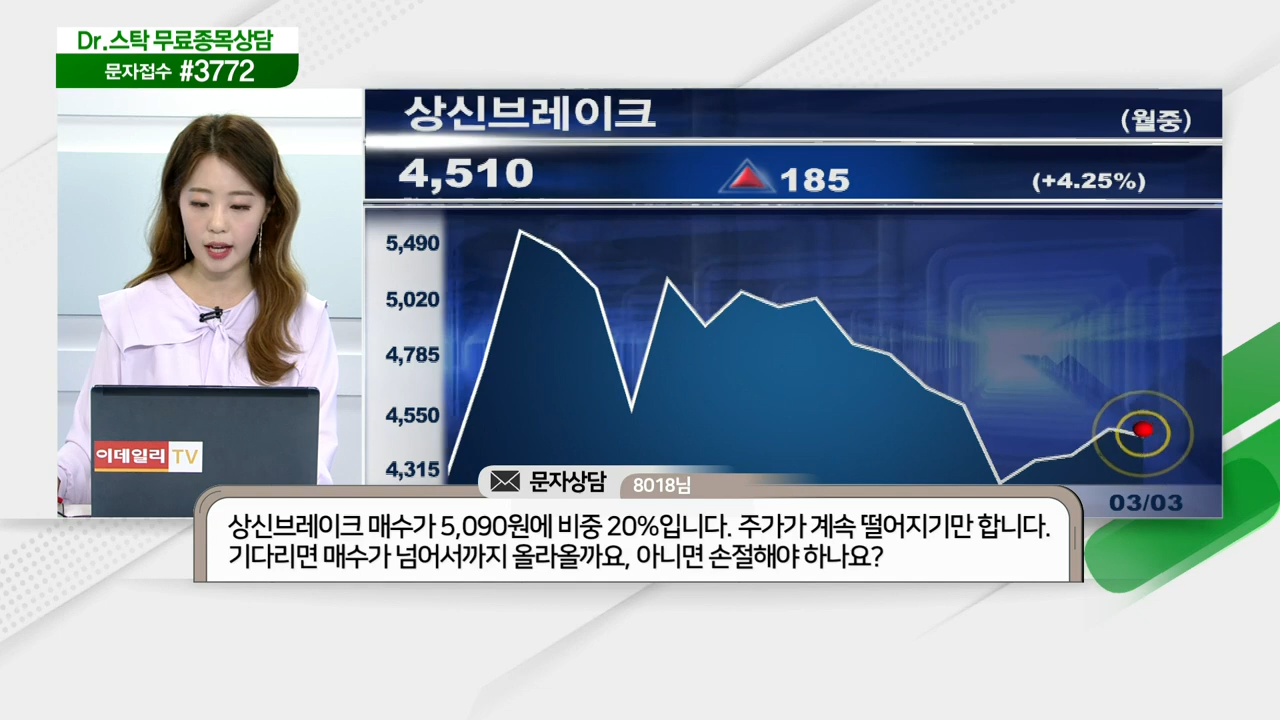 Dr.스탁 무료종목상담
문자접수 #3772
상신브레이크 (월중)
4,510 185 (+4.25%)
5,490
5,020
4,785
4,550
4,315
03/03
이데일리 TV
문자상담 8018님
상신브레이크 매수가 5,090원에 비중 20%입니다. 주가가 계속 떨어지기만 합니다.
기다리면 매수가 넘어서까지 올라올까요, 아니면 손절해야 하나요?